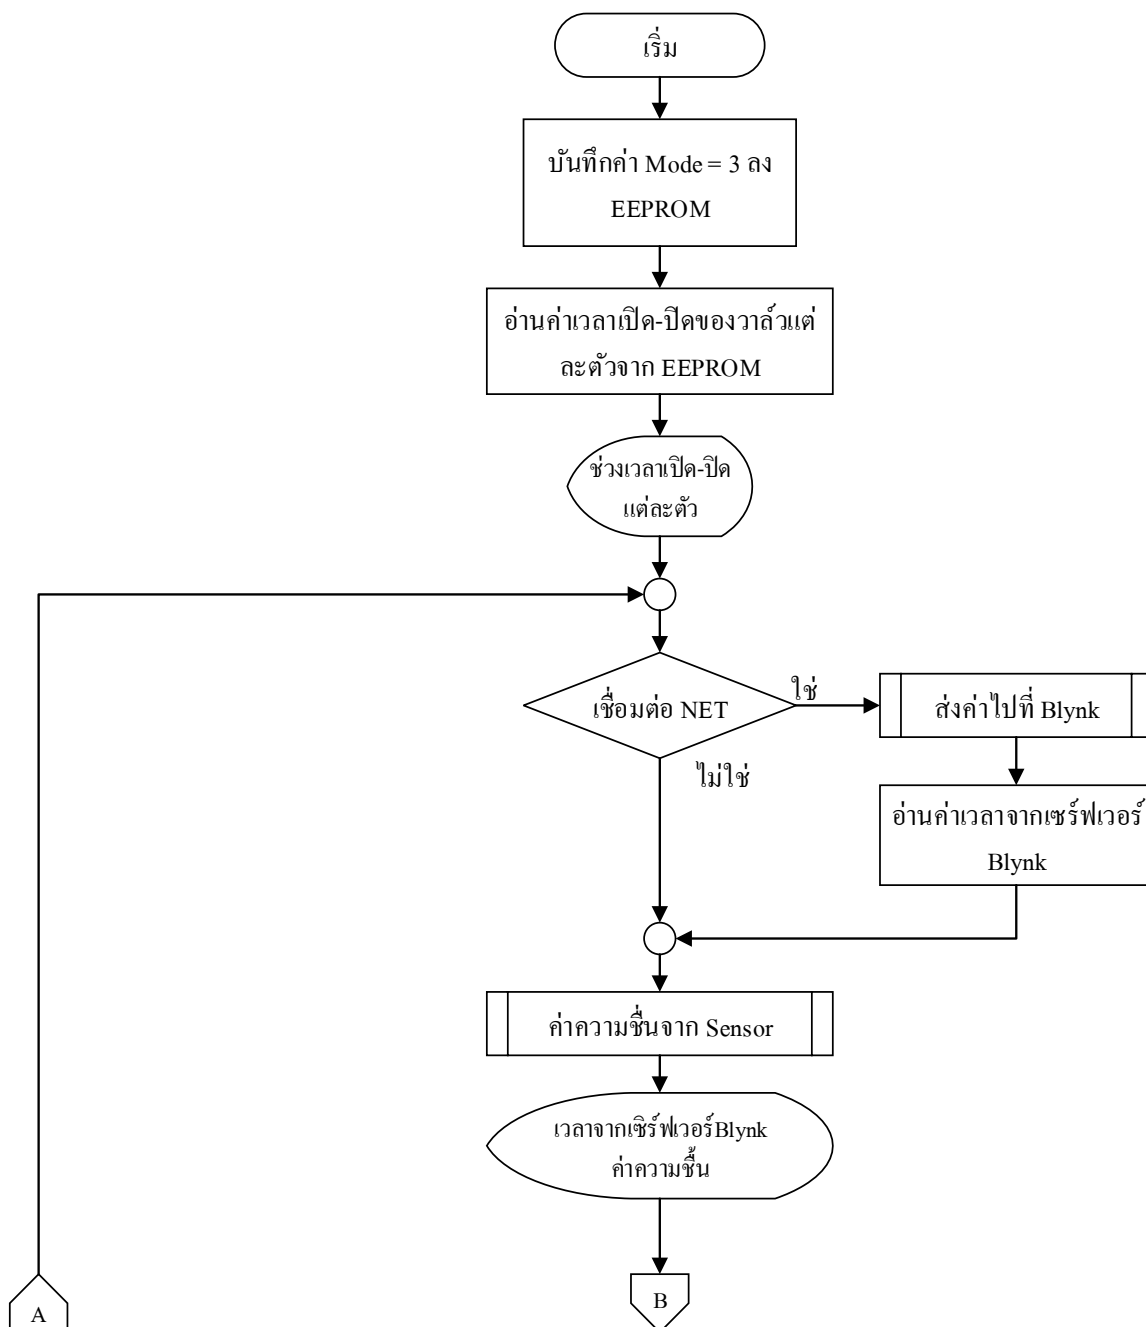 เริ่ม
บันทึกค่า Mode = 3 ลง
EEPROM
อ่านค่าเวลาเปิด-ปิดของวาล์วแต่
ละตัวจาก EEPROM
ช่วงเวลาเปิด-ปิด
แต่ละตัว
เชื่อมต่อ NET
ใช่
ส่งค่าไปที่ Blynk
ไม่ใช่
อ่านค่าเวลาจากเซร์ฟเวอร์
Blynk
ค่าความชื่นจาก Sensor
เวลาจากเซิร์ฟเวอร์Blynk
ค่าความชื้น
A
B